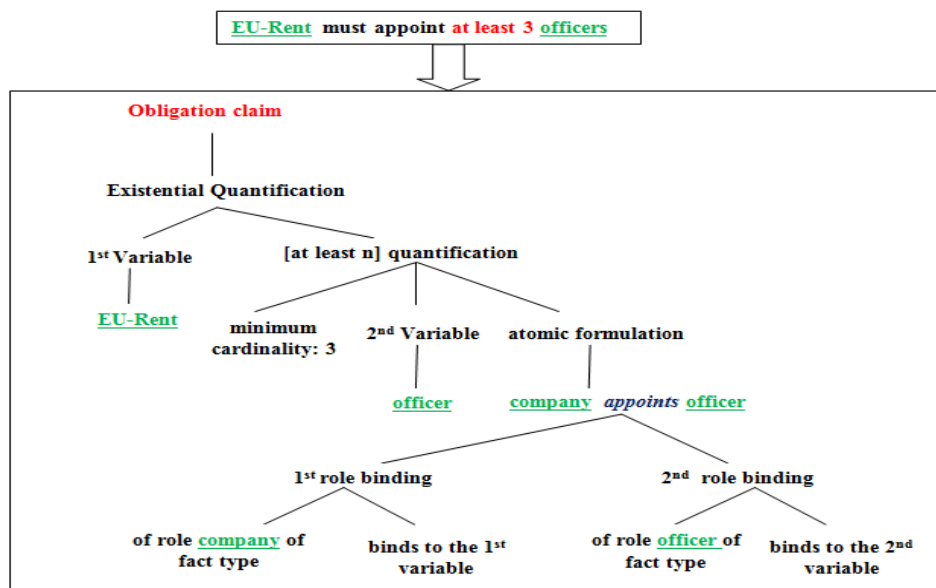 EU-Rent must appoint at least 3 officers
Obligation claim
Existential Quantification
1st Variable
[at least n] quantification
EU-Rent
minimum
cardinality: 3
2nd Variable
atomic formulation
officer
company appoints officer
1st role binding
2nd role binding
of role company of
fact type
binds to the 1st
variable
of role officer of
fact type
binds to the 2nd
variable